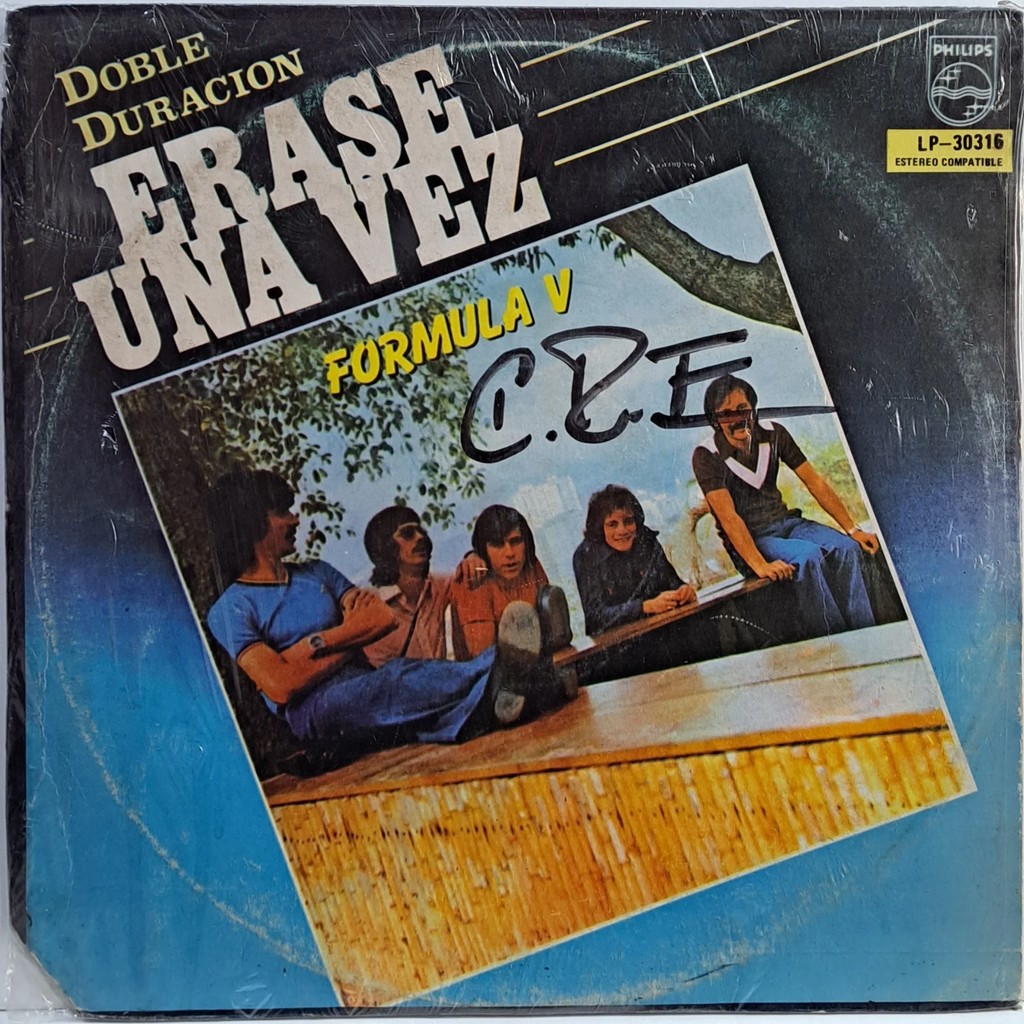 DOBLE
DURACION
ERASE
UNA VEZ
PHILIPS
LP-30316
ESTEREO COMPATIBLE
FORMULA V